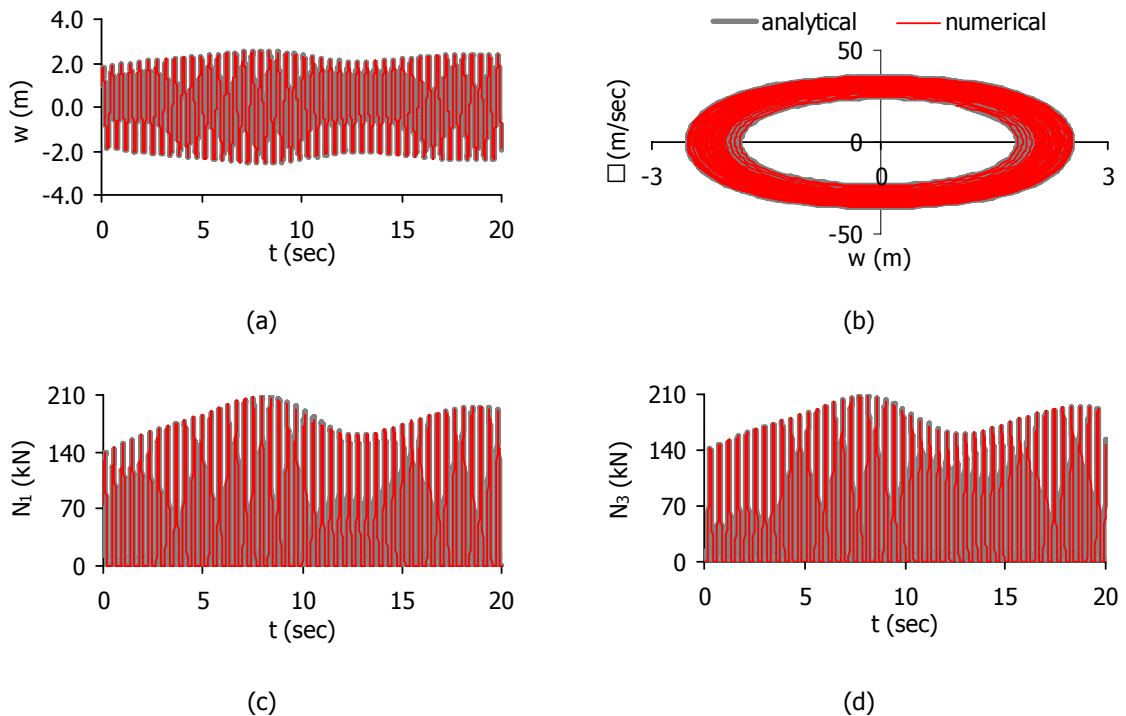 analytical numerical
4.0
2.0
0.0
-2.0
-4.0
w (m)
0 5 10 15 20
t (sec)
(a)
50
0
-50
-3 0 3
□ (m/sec)
w (m)
(b)
210
140
70
0
N1 (kN)
0 5 10 15 20
t (sec)
(c)
210
140
70
0
N3 (kN)
0 5 10 15 20
t (sec)
(d)